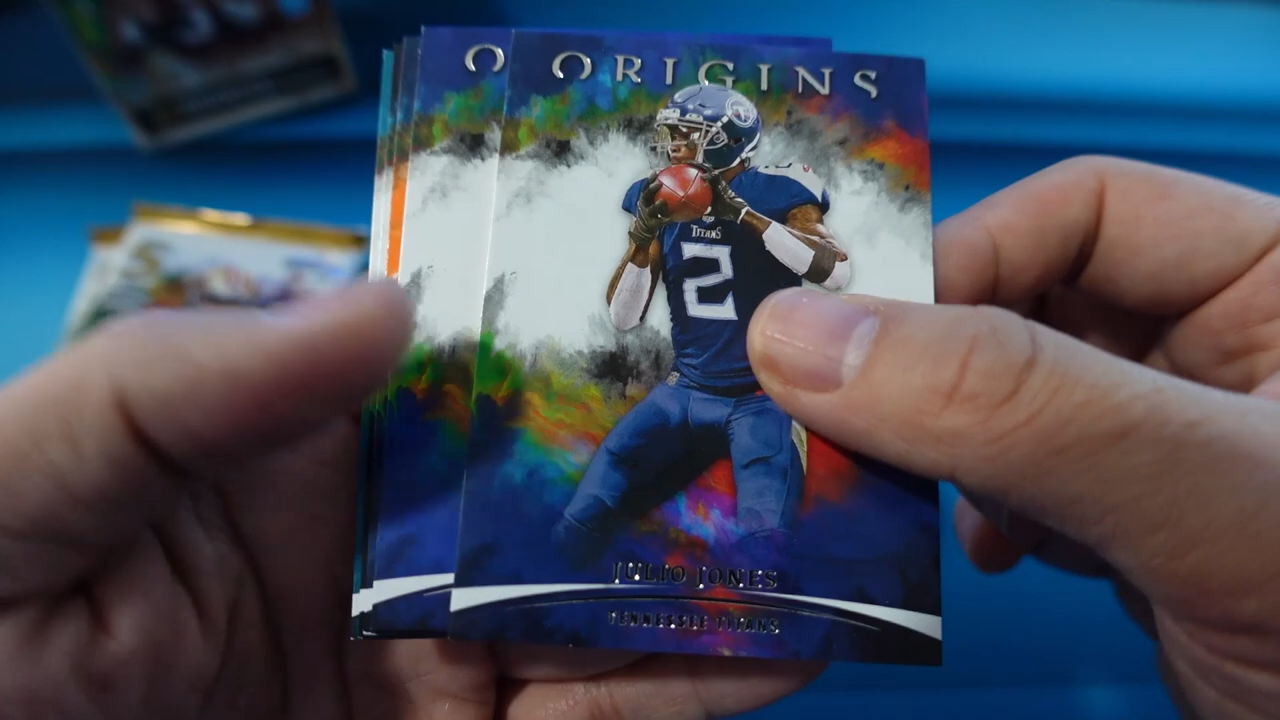 O ORIGINS
TITANS
2
JULIO JONES
TENNESSEE TITANS